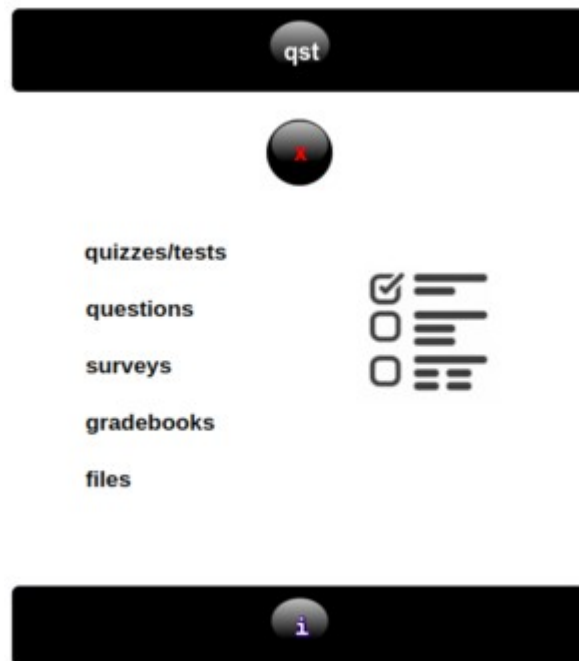 qst
x
quizzes/tests
questions
surveys
gradebooks
files
i